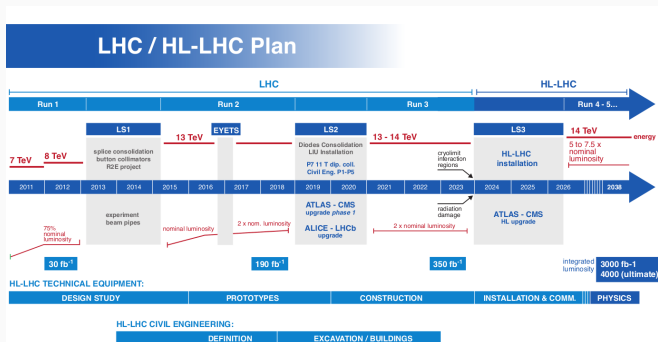 LHC / HL-LHC Plan
LHC
HL-LHC
Run 1
Run 2
Run 3
Run 4 - 5...
LS1
EYETS
LS2
LS3
7 TeV
8 TeV
splice consolidation
button collimators
R2E project
13 TeV
Diodes Consolidation
LIU Installation
P7 11 T dip. coll.
Civil Eng. P1-P5
13 - 14 TeV
cryolimit
interaction
regions
HL-LHC
installation
14 TeV
energy
5 to 7.5 x
nominal
luminosity
2011 2012 2013 2014 2015 2016 2017 2018 2019 2020 2021 2022 2023 2024 2025 2026 2038
75%
nominal
luminosity
experiment
beam pipes
nominal luminosity
2 x nom. luminosity
ATLAS - CMS
upgrade phase 1
ALICE - LHCb
upgrade
2 x nominal luminosity
radiation
damage
ATLAS - CMS
HL upgrade
30 fb-1
190 fb-1
350 fb-1
integrated
luminosity
3000 fb-1
4000 (ultimate)
HL-LHC TECHNICAL EQUIPMENT:
DESIGN STUDY
PROTOTYPES
CONSTRUCTION
INSTALLATION & COMM.
PHYSICS
HL-LHC CIVIL ENGINEERING:
DEFINITION
EXCAVATION / BUILDINGS